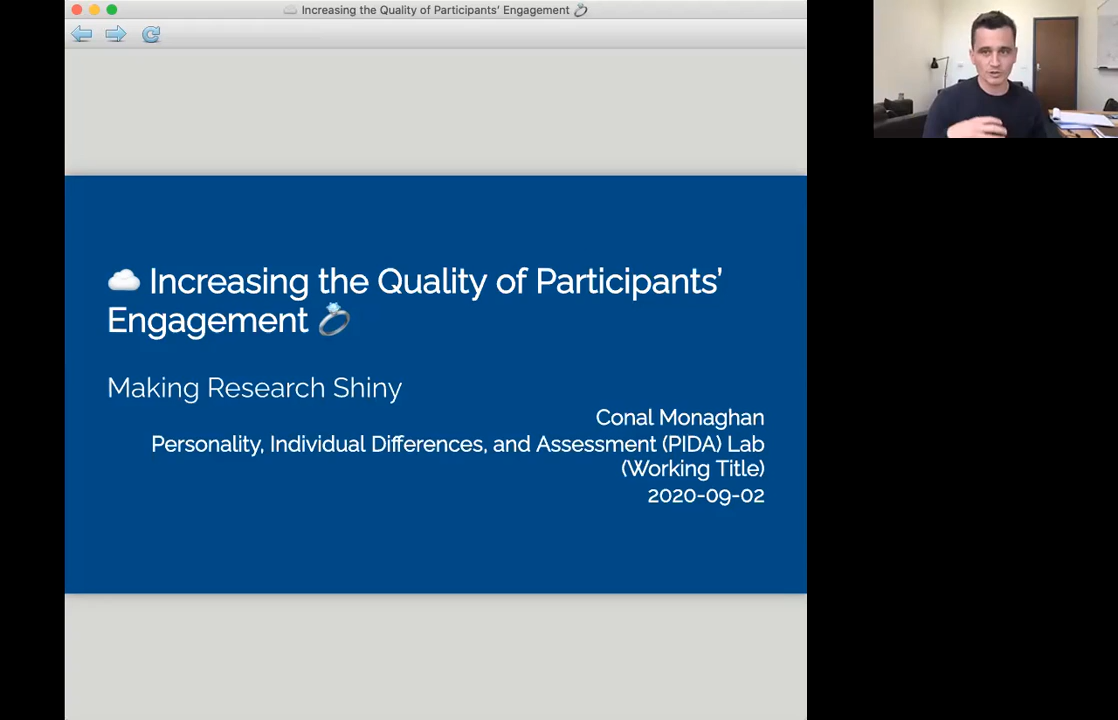 ☁️ Increasing the Quality of Participants’ Engagement 💍
☁️ Increasing the Quality of Participants’
Engagement 💍
Making Research Shiny
Conal Monaghan
Personality, Individual Differences, and Assessment (PIDA) Lab
(Working Title)
2020-09-02